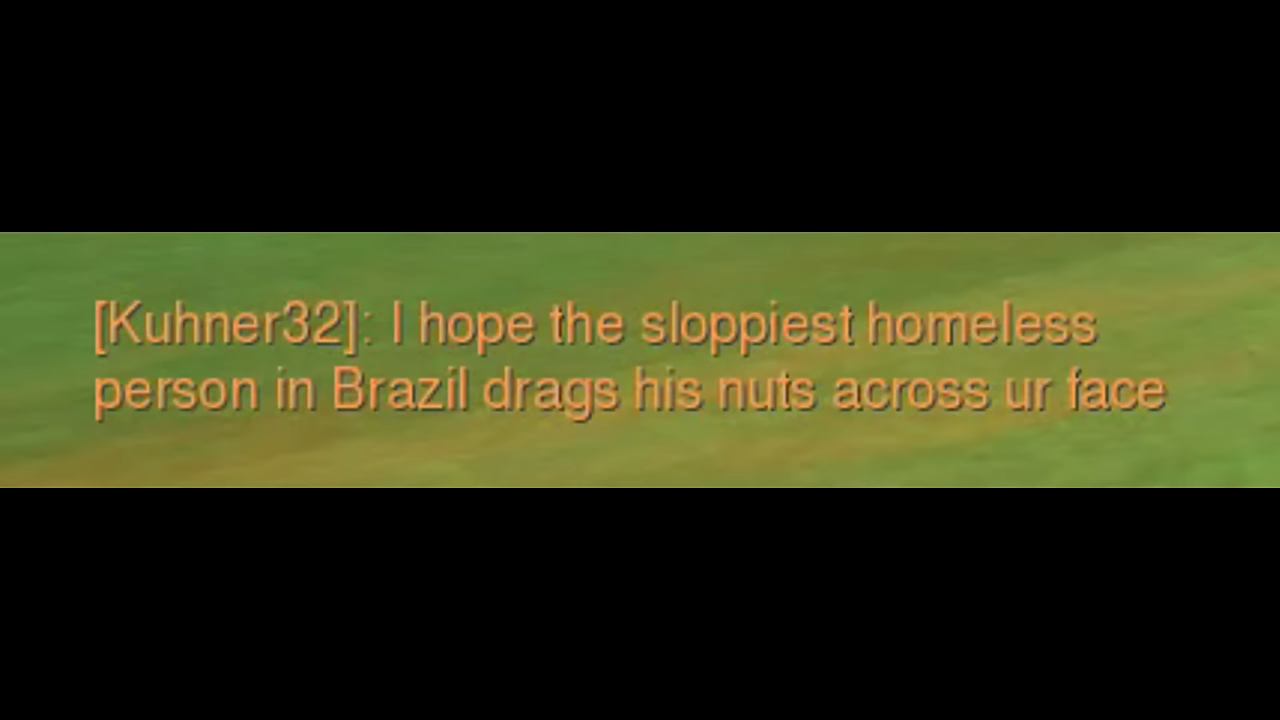 [Kuhner32]: I hope the sloppiest homeless
person in Brazil drags his nuts across ur face